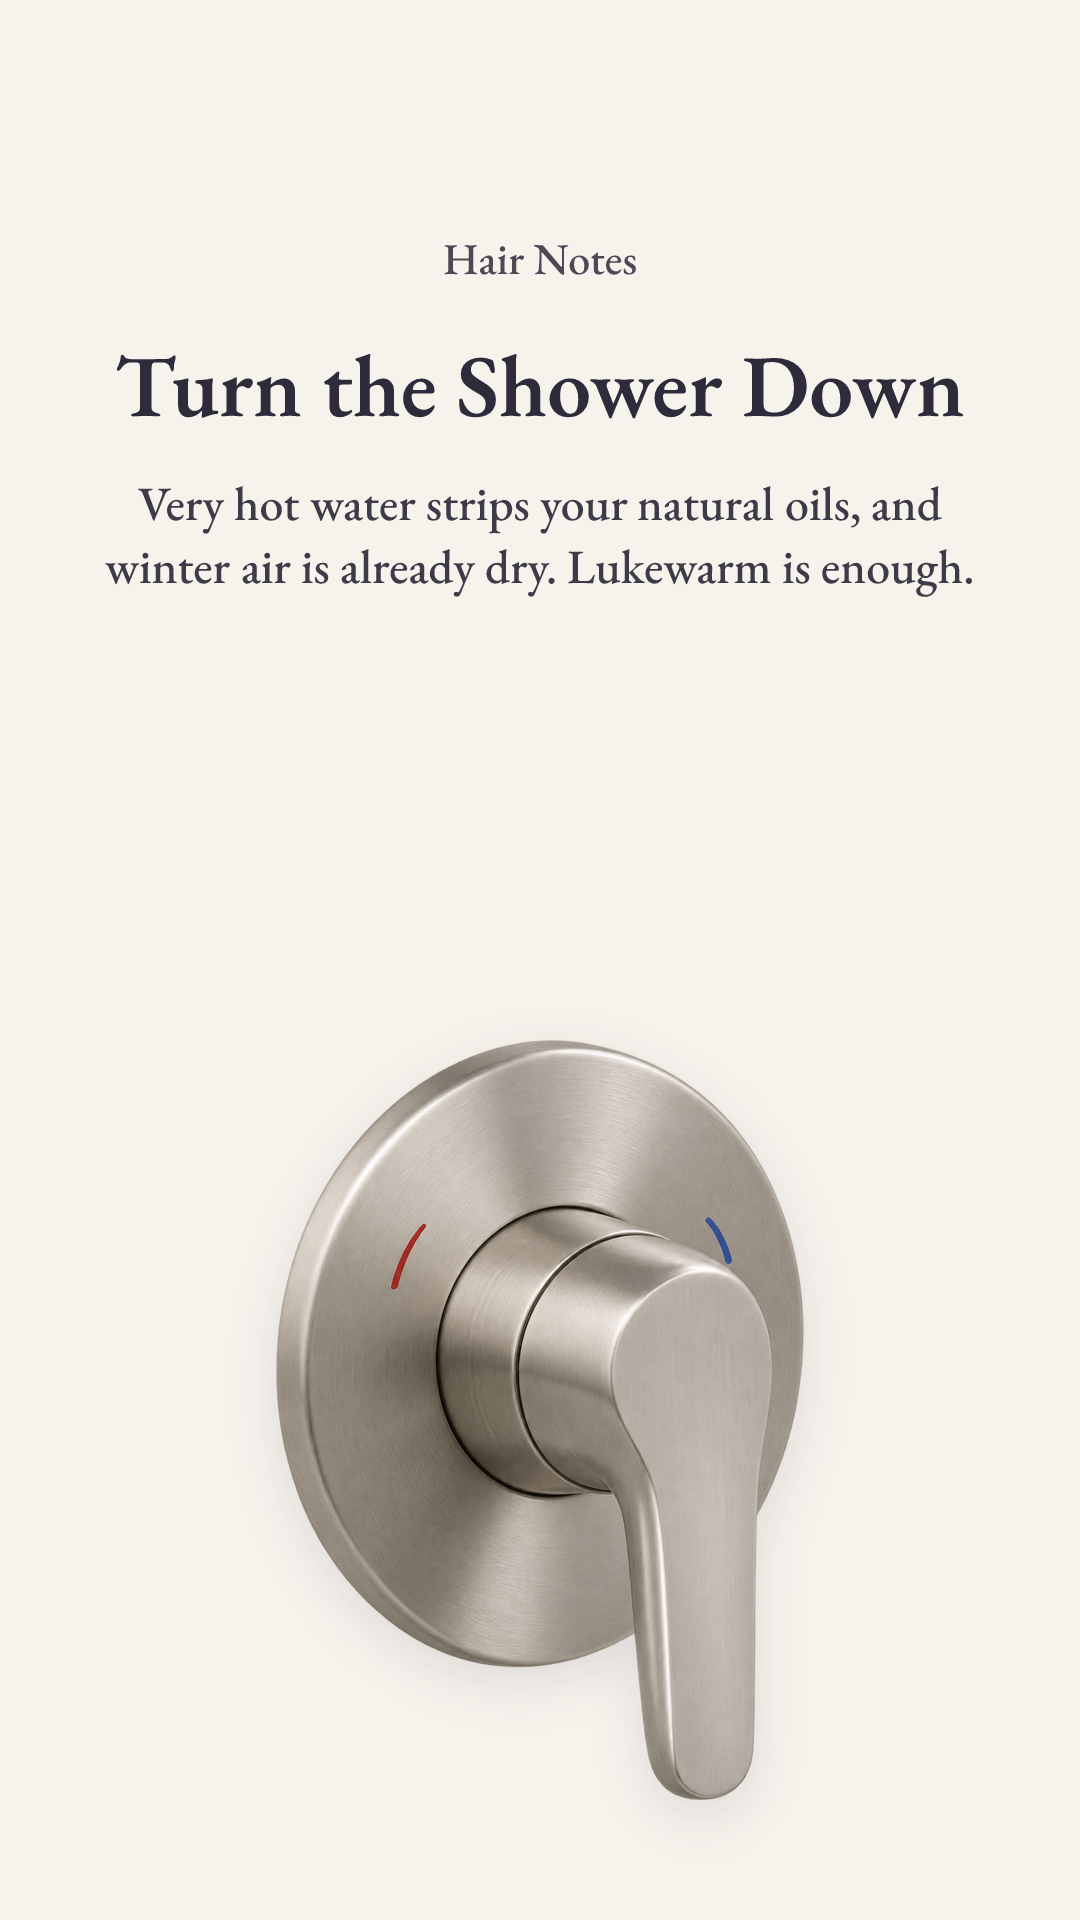 Hair Notes
Turn the Shower Down
Very hot water strips your natural oils, and
winter air is already dry. Lukewarm is enough.